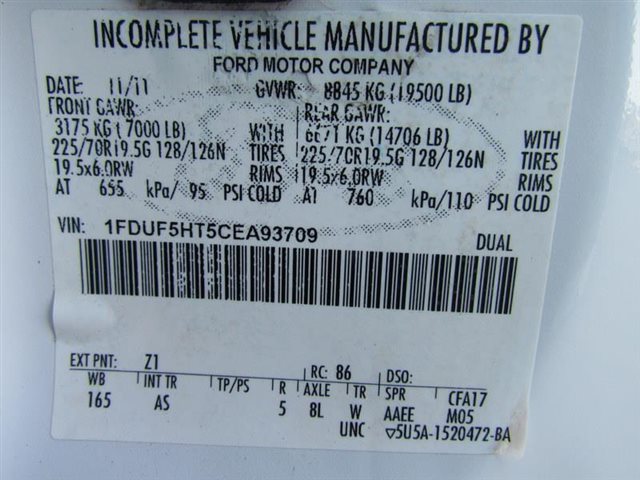 INCOMPLETE VEHICLE MANUFACTURED BY
FORD MOTOR COMPANY
DATE: 11/11 GVWR: 8845 KG (19500 LB)
FRONT GAWR: REAR GAWR:
3175 KG (7000 LB) WITH 6671 KG (14706 LB) WITH
225/70R19.5G 128/126N TIRES 225/70R19.5G 128/126N TIRES
19.5x6.0RW RIMS 19.5x6.0RW RIMS
AT 655 kPa/ 95 PSI COLD AT 760 kPa/110 PSI COLD
VIN: 1FDUF5HT5CEA93709 DUAL
EXT PNT: Z1 RC: 86 DSO:
WB INT TR TP/PS R AXLE TR SPR CFA17
165 AS 5 8L W AAEE M05
UNC ▽5U5A-1520472-BA